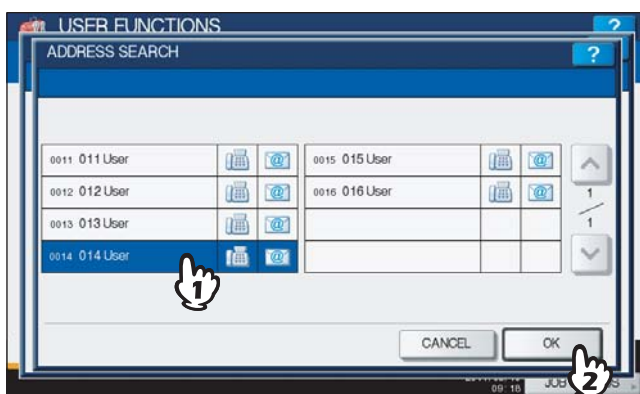 USER FUNCTIONS
?
ADDRESS SEARCH
?
0011 011 User
0012 012 User
0013 013 User
0014 014 User
0015 015 User
0016 016 User
1
1
1
CANCEL
OK
2
09:18
JOB
S